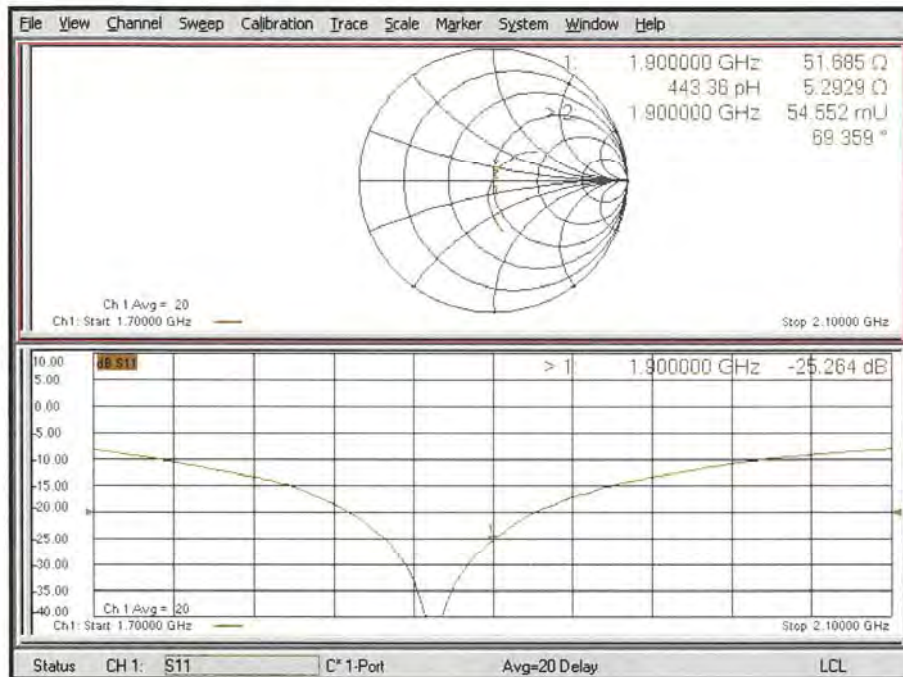 File View Channel Sweep Calibration Trace Scale Marker System Window Help
1: 1.900000 GHz 51.685 Ω
443.36 pH 5.2929 Ω
> 2: 1.900000 GHz 54.552 mU
69.359 °
Ch 1 Avg = 20
Ch1: Start 1.70000 GHz
Stop 2.10000 GHz
dB S11
> 1: 1.900000 GHz -25.264 dB
10.00
5.00
0.00
-5.00
-10.00
-15.00
-20.00
-25.00
-30.00
-35.00
-40.00
1
Ch 1 Avg = 20
Ch1: Start 1.70000 GHz
Stop 2.10000 GHz
Status CH 1: S11 C* 1-Port Avg=20 Delay LCL